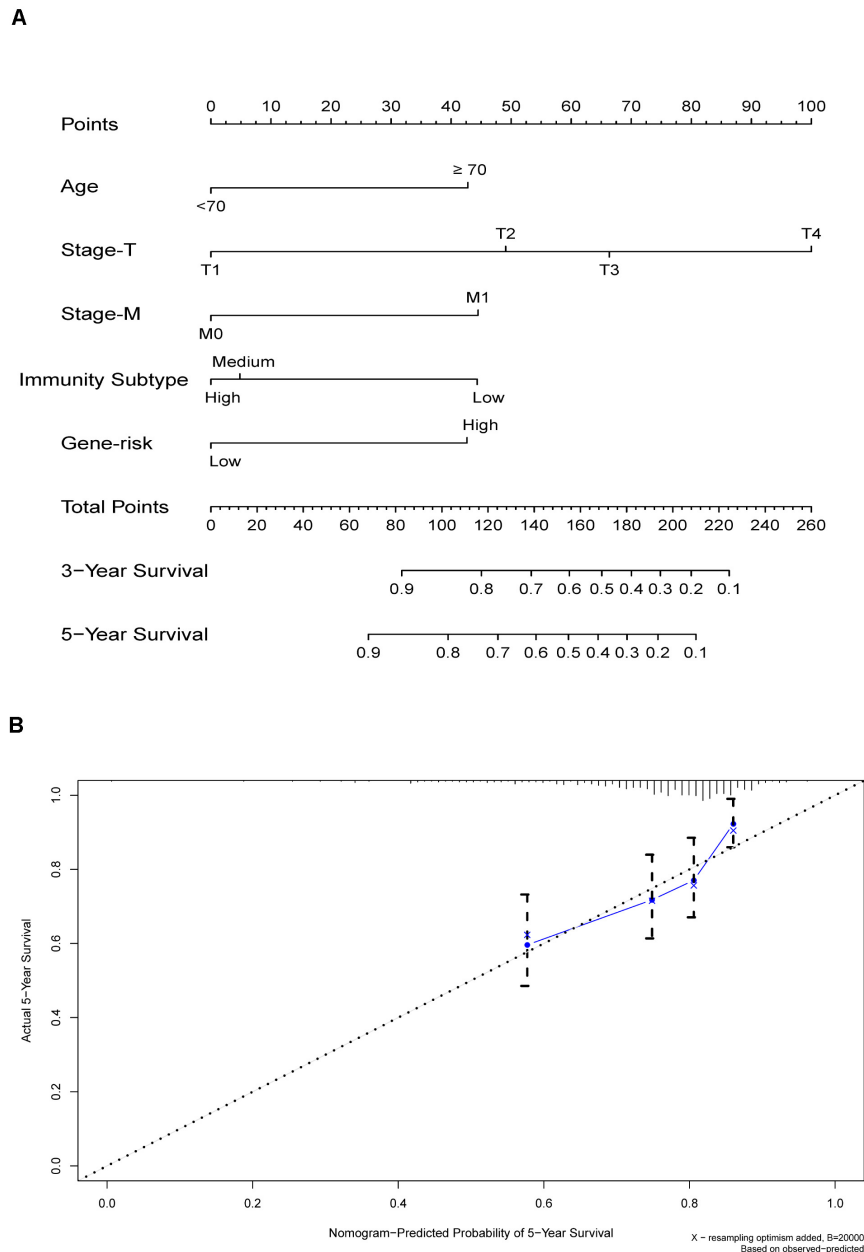 A
0 10 20 30 40 50 60 70 80 90 100
Points
≥ 70
Age
<70
T2 T4
Stage−T
T1 T3
M1
Stage−M
M0
Medium
Immunity Subtype
High Low
High
Gene−risk
Low
Total Points
0 20 40 60 80 100 120 140 160 180 200 220 240 260
3−Year Survival
0.9 0.8 0.7 0.6 0.5 0.4 0.3 0.2 0.1
5−Year Survival
0.9 0.8 0.7 0.6 0.5 0.4 0.3 0.2 0.1
B
1.0
0.8
0.6
0.4
0.2
0.0
Actual 5−Year Survival
0.0 0.2 0.4 0.6 0.8 1.0
Nomogram−Predicted Probability of 5−Year Survival
X − resampling optimism added, B=20000
Based on observed−predicted